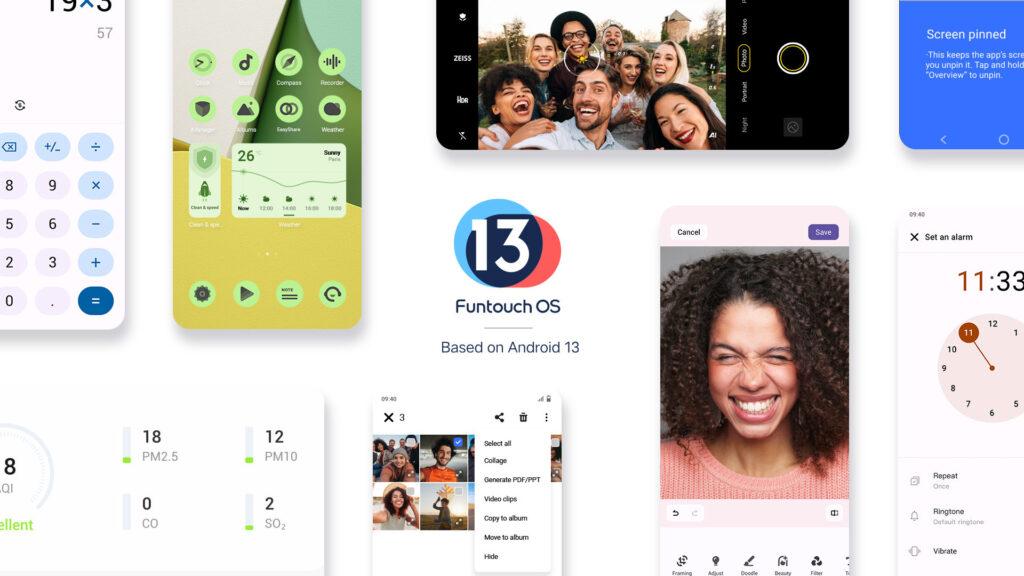 19×3
57
+/−
÷
8
9
×
5
6
−
2
3
+
0
.
=
Compass
Recorder
Albums
EasyShare
Weather
26
Sunny
Paris
Clean & speed
Now
12:00
14:00
16:00
18:00
Clean & spe
Weather
NOTE
ZEISS
HDR
Video
Photo
Portrait
Night
AI
Screen pinned
·This keeps the app's scre
you unpin it. Tap and hold
"Overview" to unpin.
13
Funtouch OS
Based on Android 13
Cancel
Save
09:40
Set an alarm
11:33
12
1
11
10
9
8
7
6
5
Repeat
Once
Ringtone
Default ringtone
Vibrate
8
AQI
ellent
18
PM2.5
12
PM10
0
CO
2
SO₂
09:40
3
Select all
Collage
Generate PDF/PPT
Video clips
Copy to album
Move to album
Hide
Framing
Adjust
Doodle
Beauty
Filter